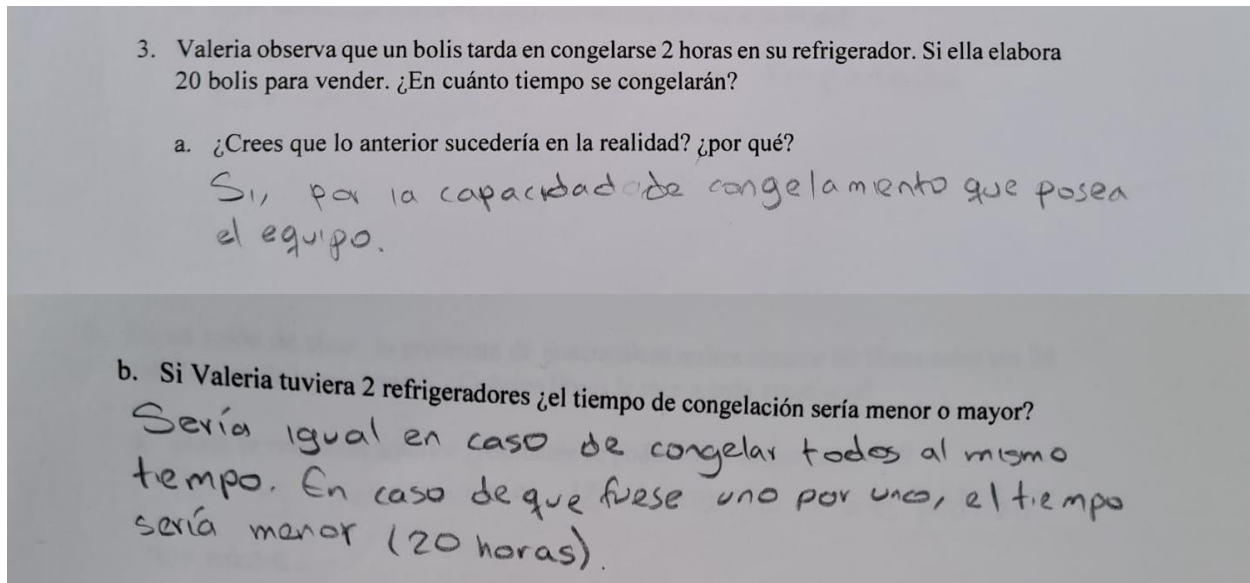 3. Valeria observa que un bolis tarda en congelarse 2 horas en su refrigerador. Si ella elabora
20 bolis para vender. ¿En cuánto tiempo se congelarán?
a. ¿Crees que lo anterior sucedería en la realidad? ¿por qué?
Si, por la capacidad de congelamiento que posea
el equipo.
b. Si Valeria tuviera 2 refrigeradores ¿el tiempo de congelación sería menor o mayor?
Sería igual en caso de congelar todos al mismo
tiempo. En caso de que fuese uno por uno, el tiempo
sería menor (20 horas).